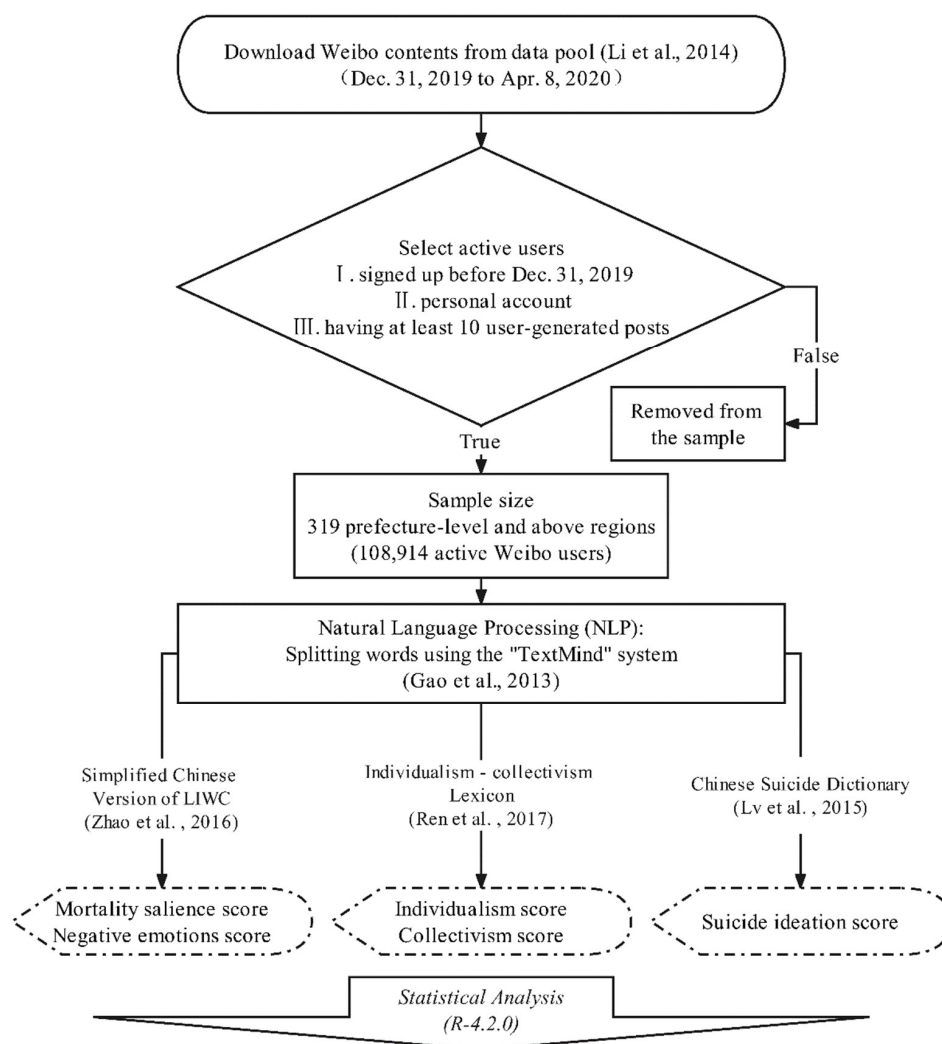 Download Weibo contents from data pool (Li et al., 2014)
（Dec. 31, 2019 to Apr. 8, 2020）
Select active users
Ⅰ. signed up before Dec. 31, 2019
Ⅱ. personal account
Ⅲ. having at least 10 user-generated posts
False
Removed from
the sample
True
Sample size
319 prefecture-level and above regions
(108,914 active Weibo users)
Natural Language Processing (NLP):
Splitting words using the "TextMind" system
(Gao et al., 2013)
Simplified Chinese
Version of LIWC
(Zhao et al. , 2016)
Individualism - collectivism
Lexicon
(Ren et al. , 2017)
Chinese Suicide Dictionary
(Lv et al. , 2015)
Mortality salience score
Negative emotions score
Individualism score
Collectivism score
Suicide ideation score
Statistical Analysis
(R-4.2.0)